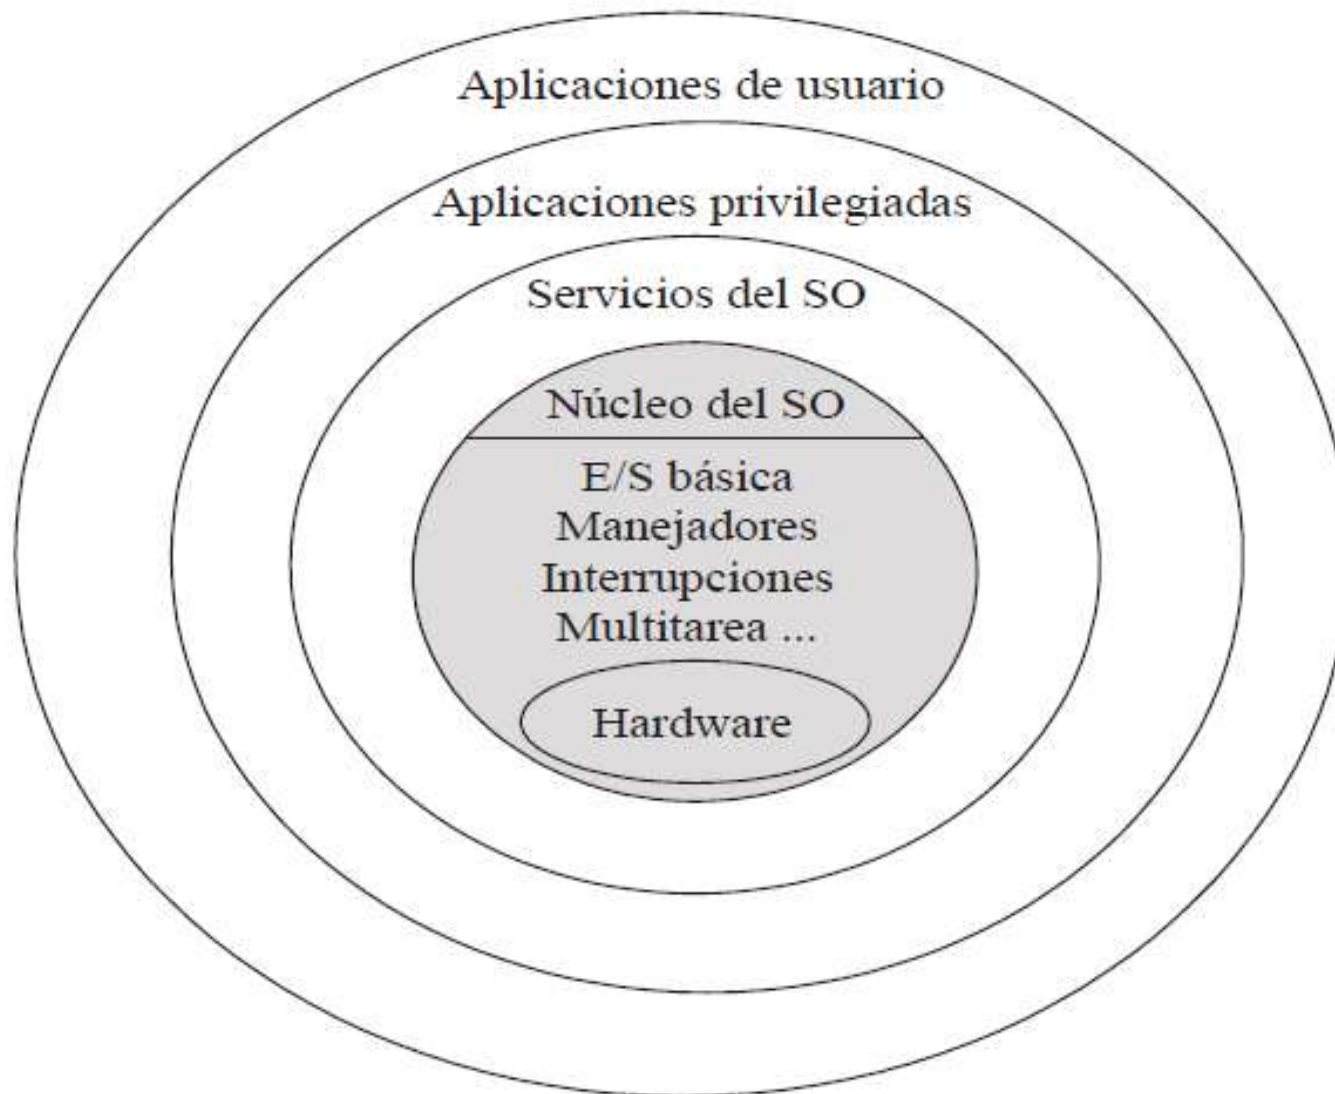 Aplicaciones de usuario
Aplicaciones privilegiadas
Servicios del SO
Núcleo del SO
E/S básica
Manejadores
Interrupciones
Multitarea ...
Hardware